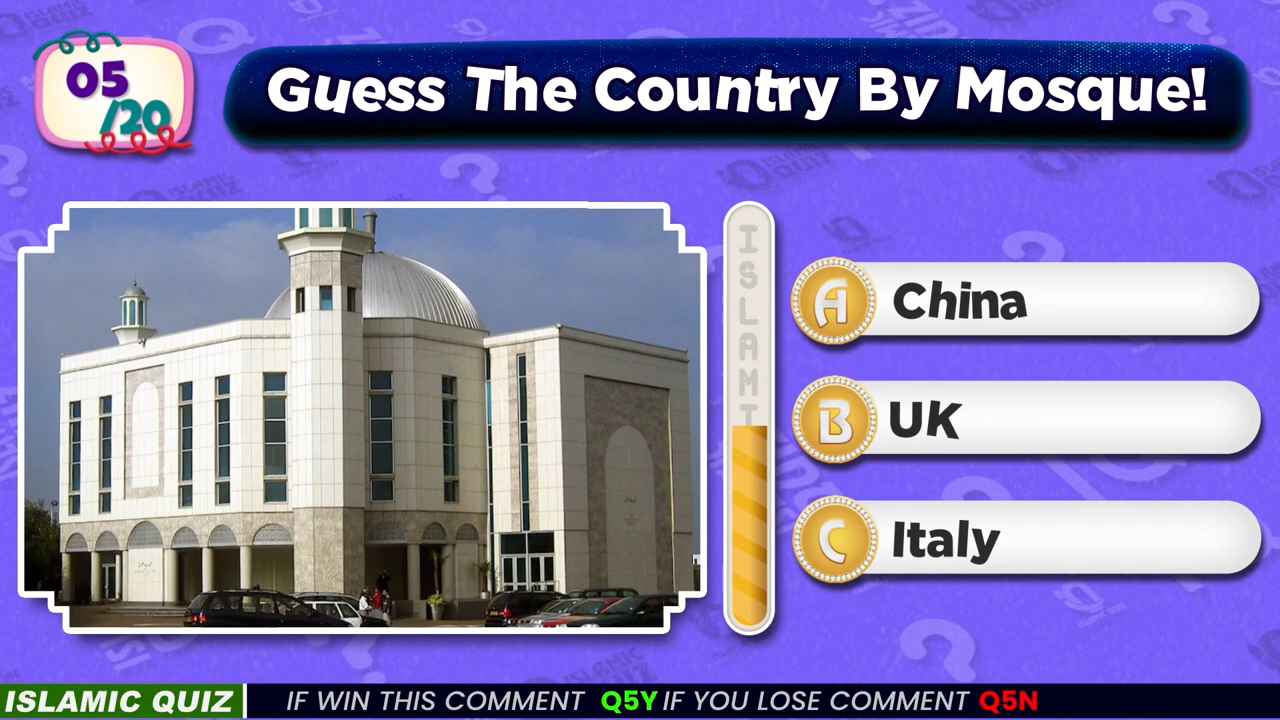 05
/20
Guess The Country By Mosque!
ISLAMI
A China
B UK
C Italy
ISLAMIC QUIZ
IF WIN THIS COMMENT Q5Y IF YOU LOSE COMMENT Q5N